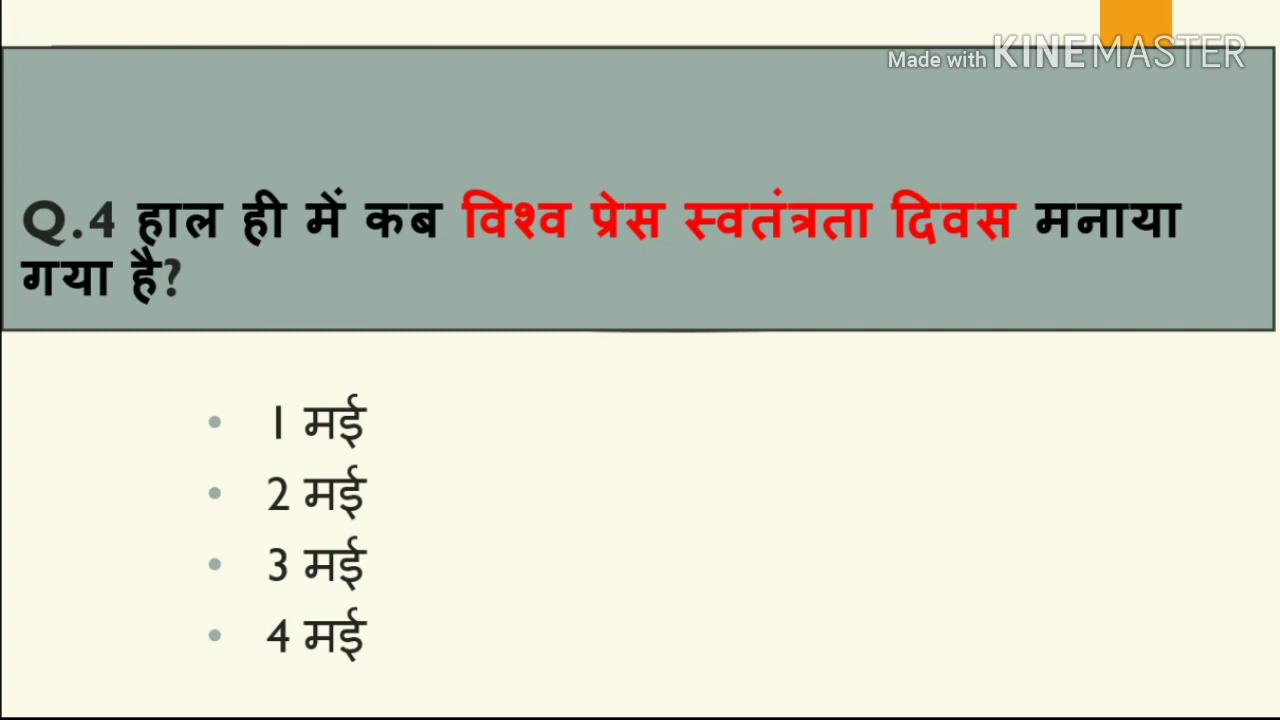 Made with KINEMASTER
Q.4 हाल ही में कब विश्व प्रेस स्वतंत्रता दिवस मनाया
गया है?
• 1 मई
• 2 मई
• 3 मई
• 4 मई